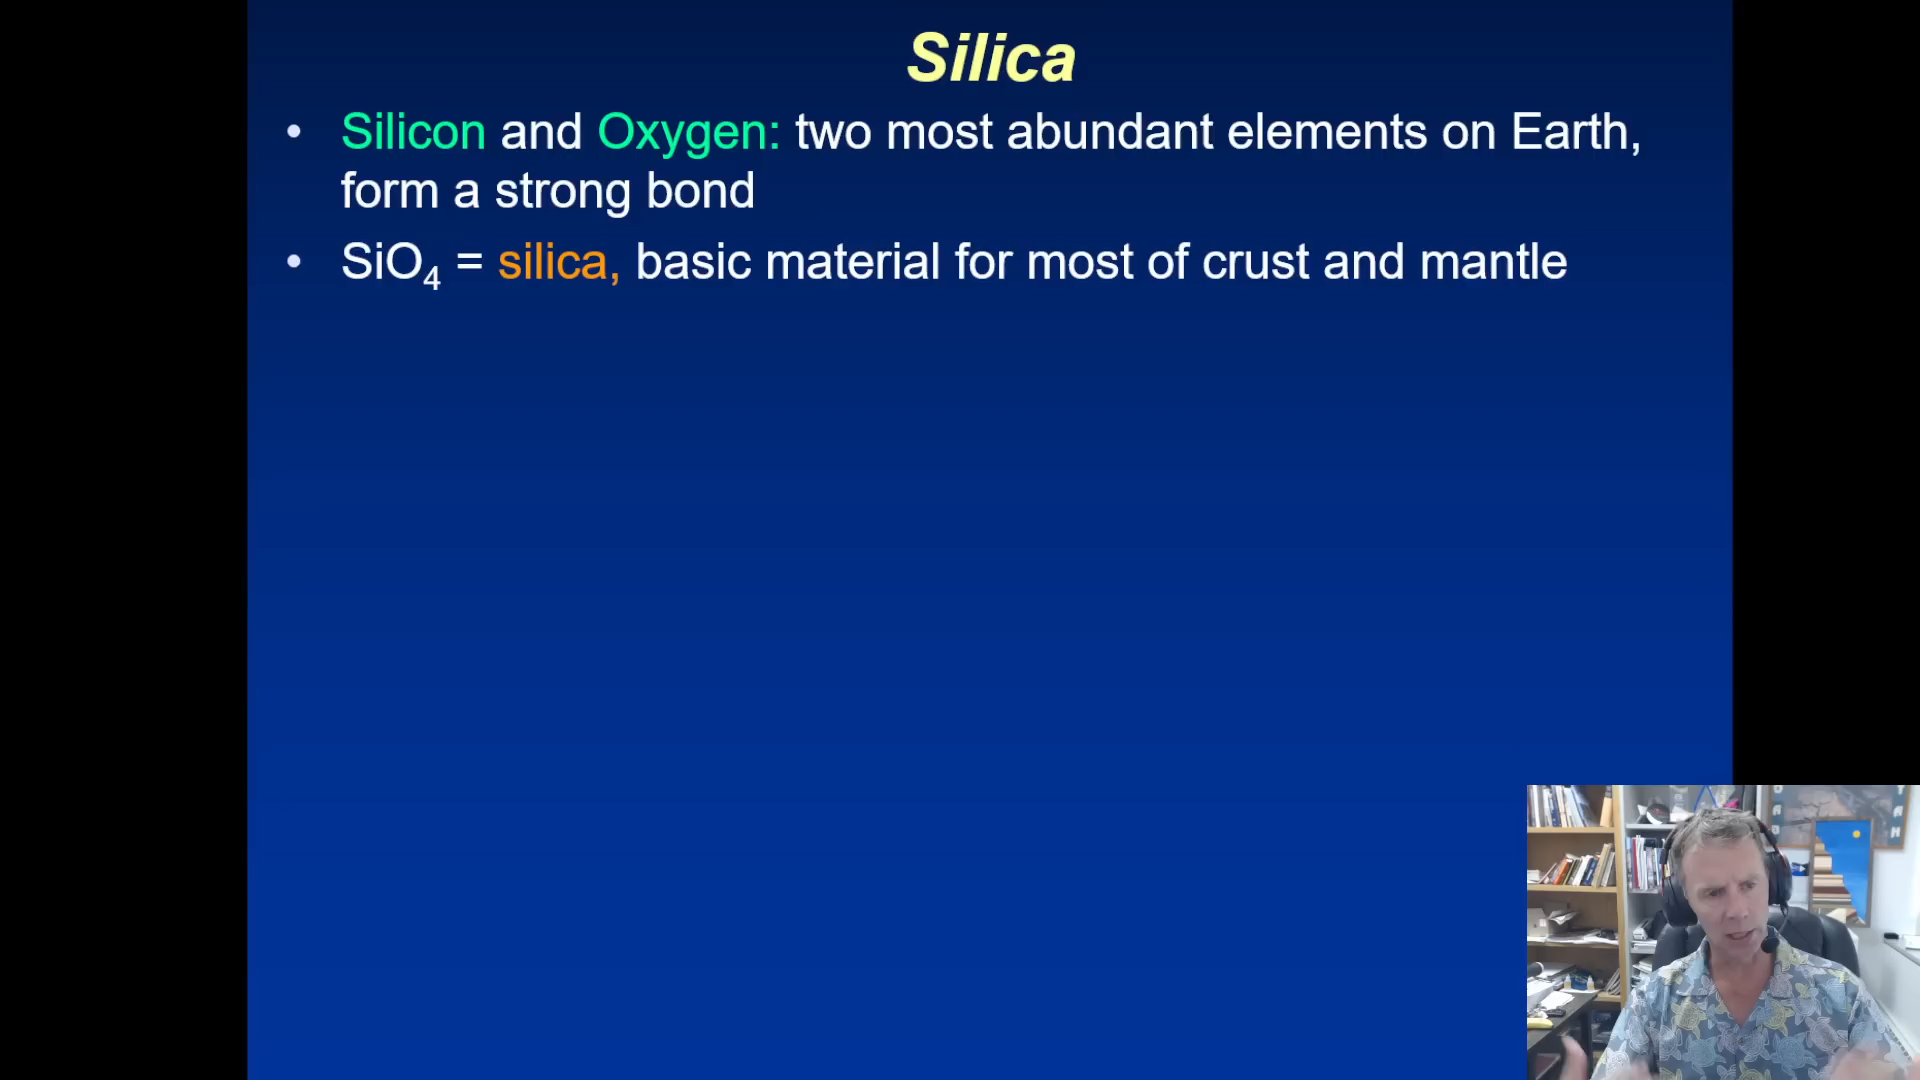 Silica
• Silicon and Oxygen: two most abundant elements on Earth,
form a strong bond
• SiO₄ = silica, basic material for most of crust and mantle